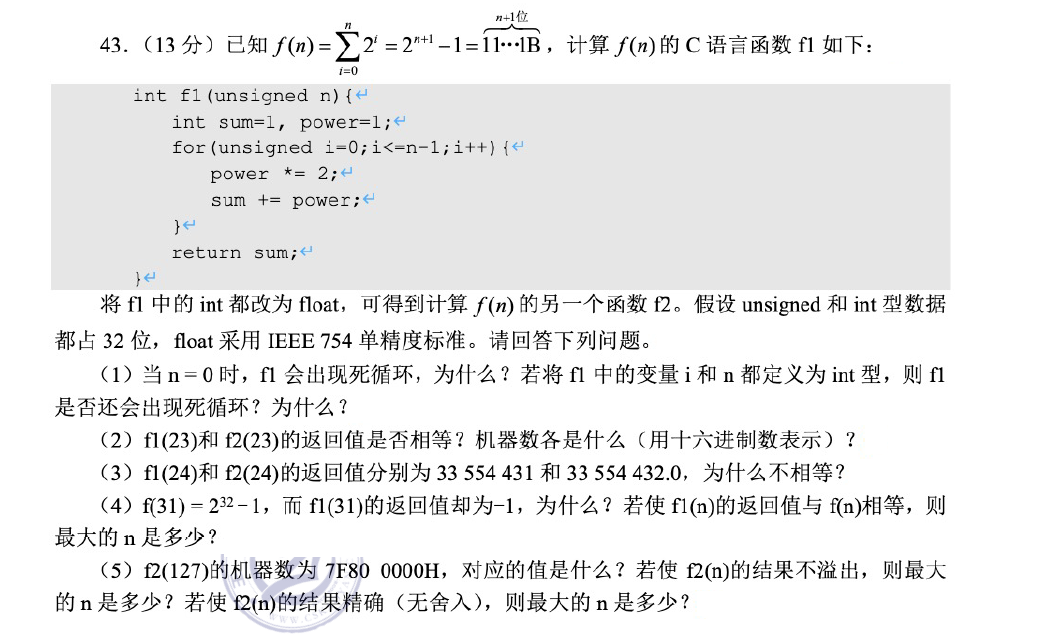 n+1位
43.（13 分）已知 f(n)=∑2^i=2^{n+1}−1=11⋯1B，计算 f(n)的 C 语言函数 f1 如下：
n
i=0
int f1(unsigned n){↵
int sum=1, power=1;↵
for(unsigned i=0;i<=n-1;i++){↵
power *= 2;↵
sum += power;↵
}↵
return sum;↵
}↵
将 f1 中的 int 都改为 float，可得到计算 f(n) 的另一个函数 f2。假设 unsigned 和 int 型数据
都占 32 位，float 采用 IEEE 754 单精度标准。请回答下列问题。
（1）当 n = 0 时，f1 会出现死循环，为什么？若将 f1 中的变量 i 和 n 都定义为 int 型，则 f1
是否还会出现死循环？为什么？
（2）f1(23)和 f2(23)的返回值是否相等？机器数各是什么（用十六进制数表示）？
（3）f1(24)和 f2(24)的返回值分别为 33 554 431 和 33 554 432.0，为什么不相等？
（4）f(31) = 2³² − 1，而 f1(31)的返回值却为−1，为什么？若使 f1(n)的返回值与 f(n)相等，则
最大的 n 是多少？
（5）f2(127)的机器数为 7F80 0000H，对应的值是什么？若使 f2(n)的结果不溢出，则最大
的 n 是多少？若使 f2(n)的结果精确（无舍入），则最大的 n 是多少？